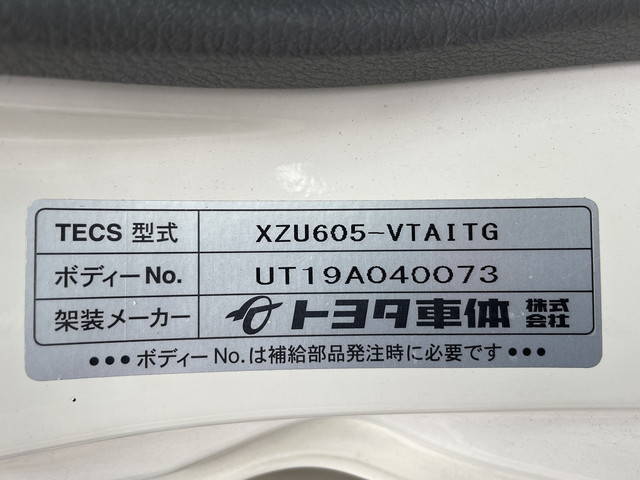 TECS 型式 XZU605-VTAITG
ボディーNo. UT19A040073
架装メーカー トヨタ車体 株式会社
●●●ボディーNo.は補給部品発注時に必要です●●●